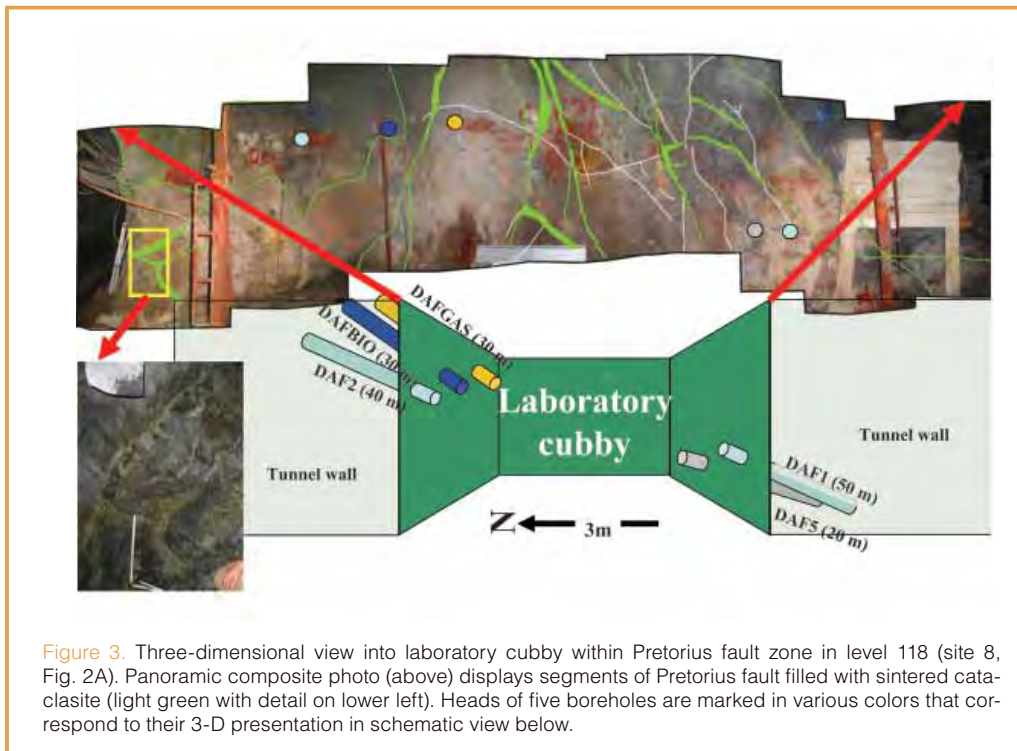 DAFGAS (30 m)
DAFBIO (30 m)
DAF2 (40 m)
Laboratory
cubby
Tunnel wall
Tunnel wall
DAF1 (50 m)
DAF5 (20 m)
N
3m
Figure 3. Three-dimensional view into laboratory cubby within Pretorius fault zone in level 118 (site 8,
Fig. 2A). Panoramic composite photo (above) displays segments of Pretorius fault filled with sintered cata-
clasite (light green with detail on lower left). Heads of five boreholes are marked in various colors that cor-
respond to their 3-D presentation in schematic view below.